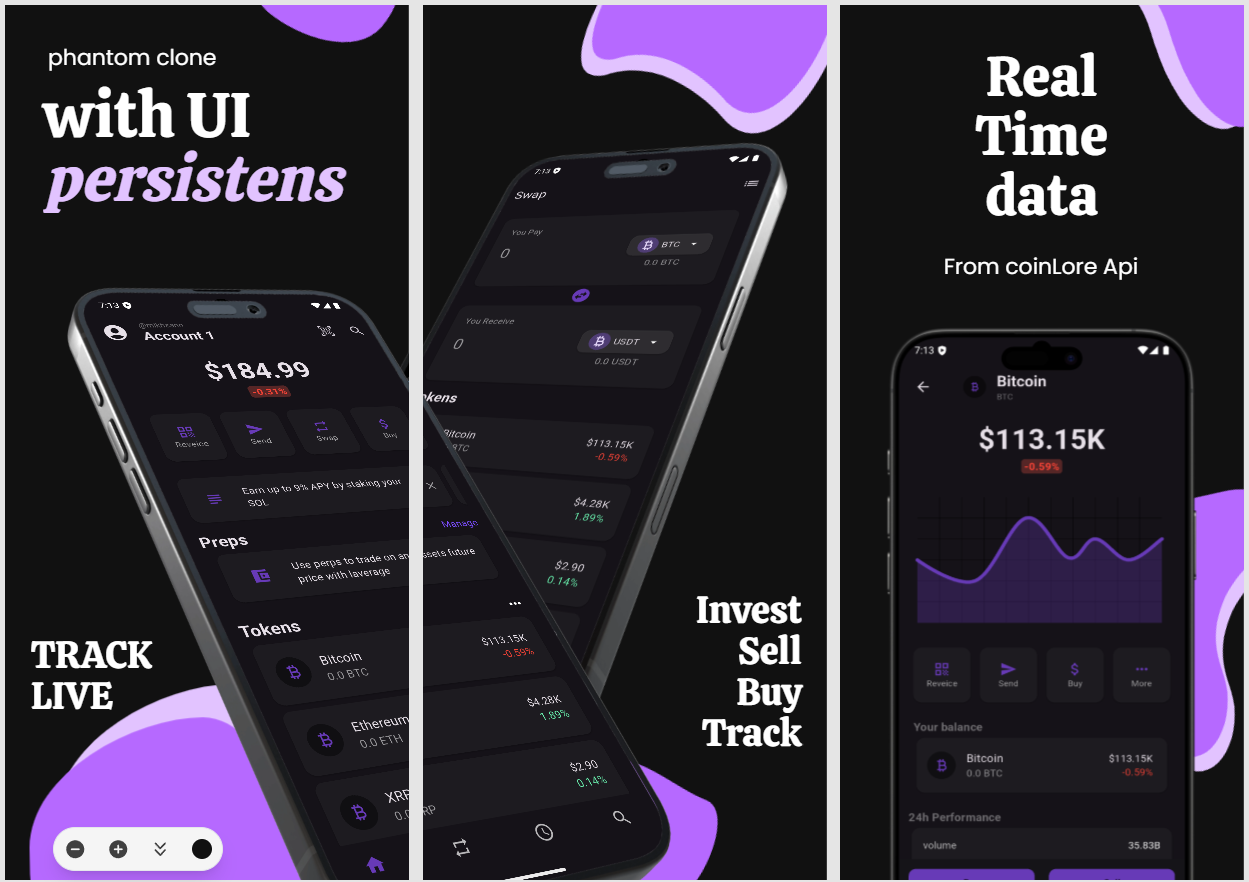 phantom clone
with UI
persistens
7:13
@mikhrann
Account 1
$184.99
-0.31%
Reveice
Send
Swap
Buy
Earn up to 9% APY by staking your
SOL
Manage
Preps
Use perps to trade on an assets future
price with laverage
Tokens
Bitcoin
0.0 BTC
$113.15K
-0.59%
Ethereum
0.0 ETH
$4.28K
1.89%
XRP
$2.90
0.14%
TRACK
LIVE
7:13
Swap
You Pay
0
BTC
0.0 BTC
You Receive
0
USDT
0.0 USDT
okens
Bitcoin
BTC
$113.15K
-0.59%
$4.28K
1.89%
$2.90
0.14%
Invest
Sell
Buy
Track
Real
Time
data
From coinLore Api
7:13
Bitcoin
BTC
$113.15K
-0.59%
Reveice
Send
Buy
More
Your balance
Bitcoin
0.0 BTC
$113.15K
-0.59%
24h Performance
volume
35.83B